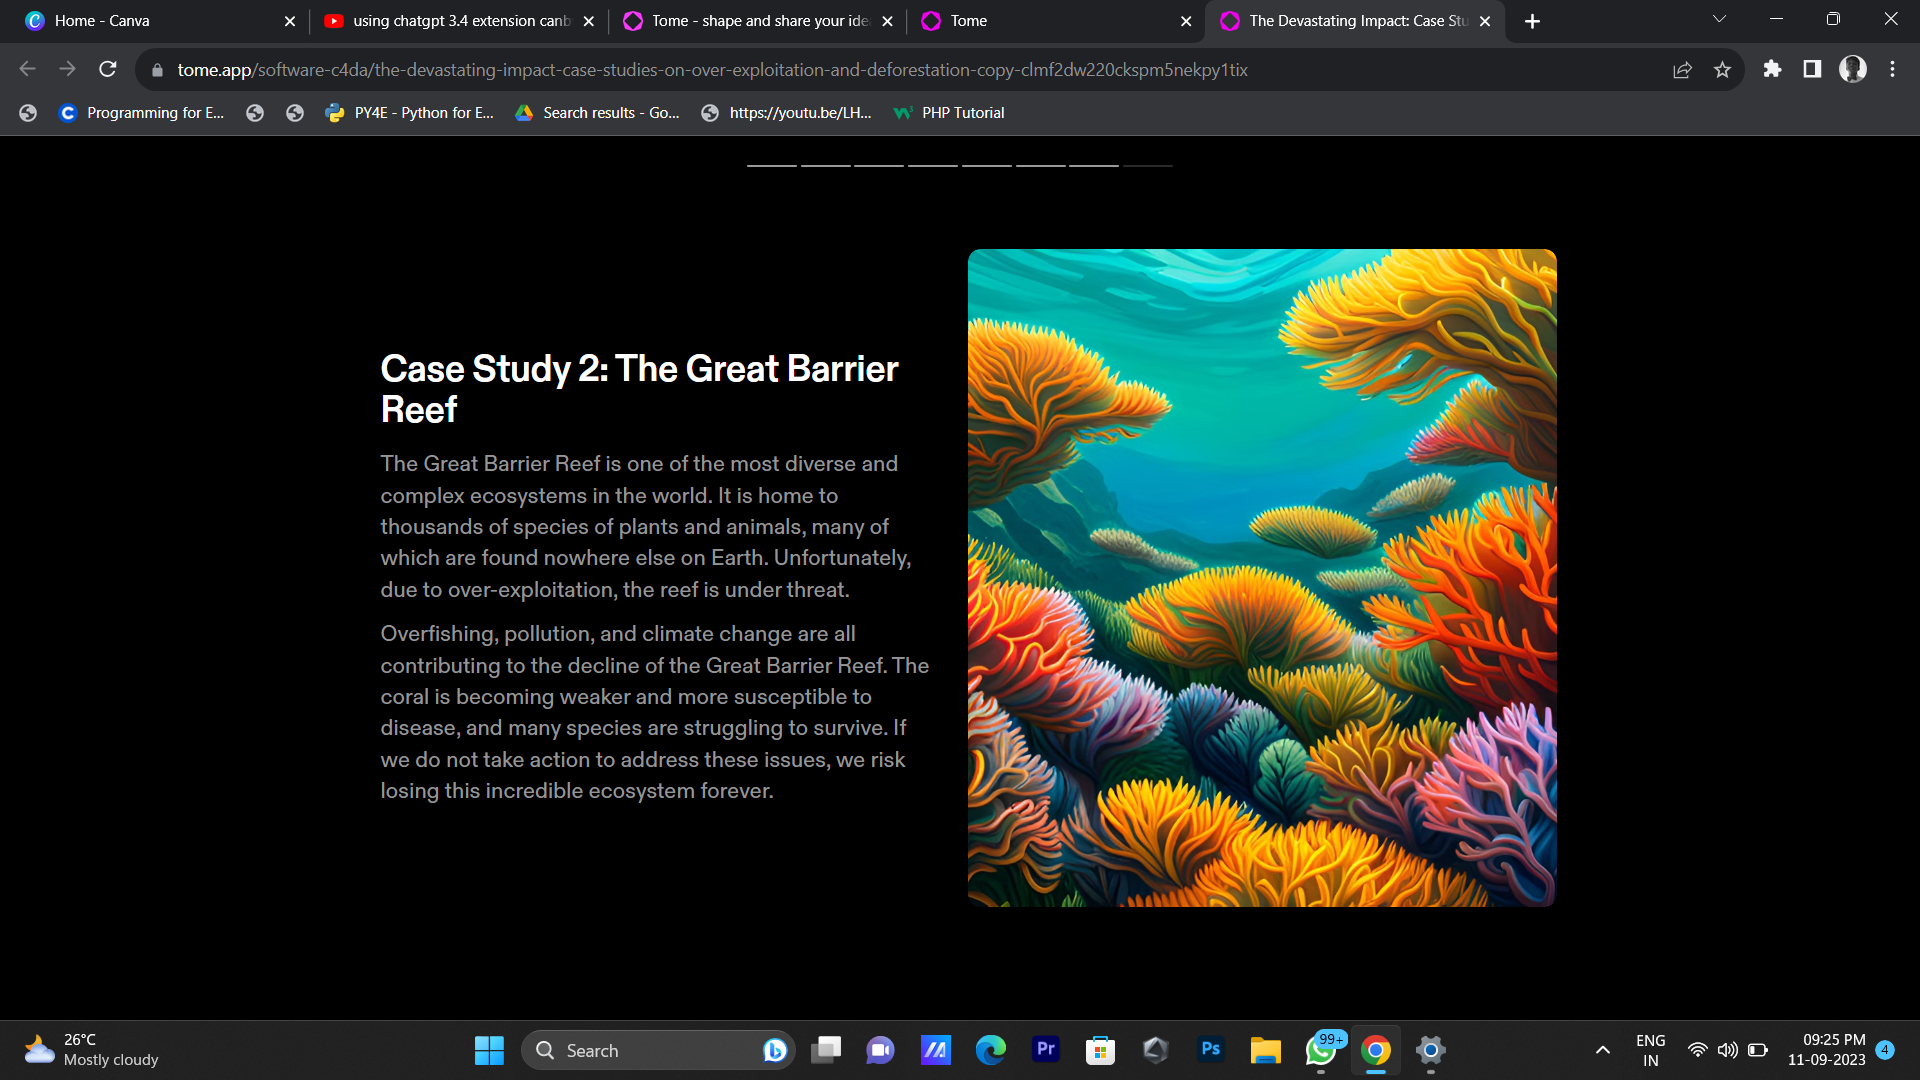 Home - Canva
using chatgpt 3.4 extension canb
Tome - shape and share your idea
Tome
The Devastating Impact: Case Stu
tome.app/software-c4da/the-devastating-impact-case-studies-on-over-exploitation-and-deforestation-copy-clmf2dw220ckspm5nekpy1tix
Programming for E...
PY4E - Python for E...
Search results - Go...
https://youtu.be/LH...
PHP Tutorial
Case Study 2: The Great Barrier
Reef
The Great Barrier Reef is one of the most diverse and
complex ecosystems in the world. It is home to
thousands of species of plants and animals, many of
which are found nowhere else on Earth. Unfortunately,
due to over-exploitation, the reef is under threat.
Overfishing, pollution, and climate change are all
contributing to the decline of the Great Barrier Reef. The
coral is becoming weaker and more susceptible to
disease, and many species are struggling to survive. If
we do not take action to address these issues, we risk
losing this incredible ecosystem forever.
26°C
Mostly cloudy
Search
Pr
Ps
99+
ENG
IN
09:25 PM
11-09-2023
4